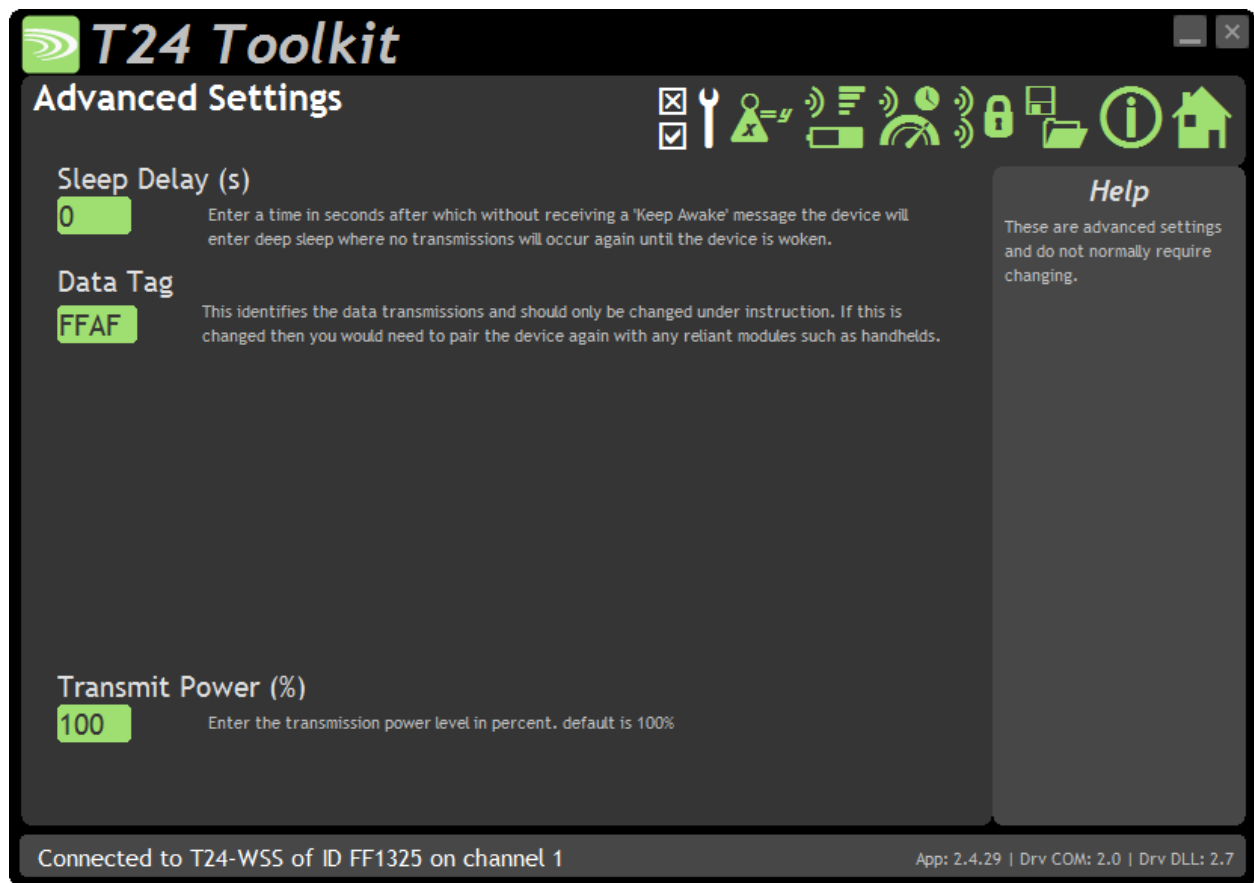 T24 Toolkit
Advanced Settings
x=y
Sleep Delay (s)
0
Enter a time in seconds after which without receiving a 'Keep Awake' message the device will
enter deep sleep where no transmissions will occur again until the device is woken.
Data Tag
FFAF
This identifies the data transmissions and should only be changed under instruction. If this is
changed then you would need to pair the device again with any reliant modules such as handhelds.
Transmit Power (%)
100
Enter the transmission power level in percent. default is 100%
Help
These are advanced settings
and do not normally require
changing.
Connected to T24-WSS of ID FF1325 on channel 1
App: 2.4.29 | Drv COM: 2.0 | Drv DLL: 2.7